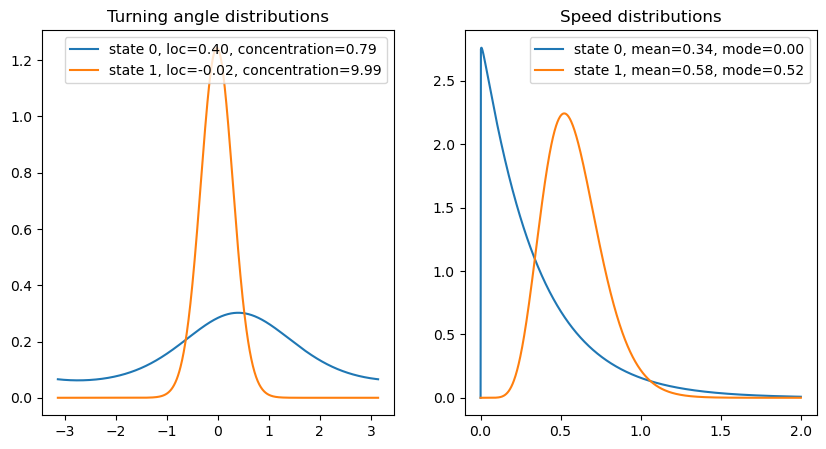 Turning angle distributions
state 0, loc=0.40, concentration=0.79
state 1, loc=-0.02, concentration=9.99
1.2
1.0
0.8
0.6
0.4
0.2
0.0
−3 −2 −1 0 1 2 3
Speed distributions
state 0, mean=0.34, mode=0.00
state 1, mean=0.58, mode=0.52
2.5
2.0
1.5
1.0
0.5
0.0
0.0 0.5 1.0 1.5 2.0